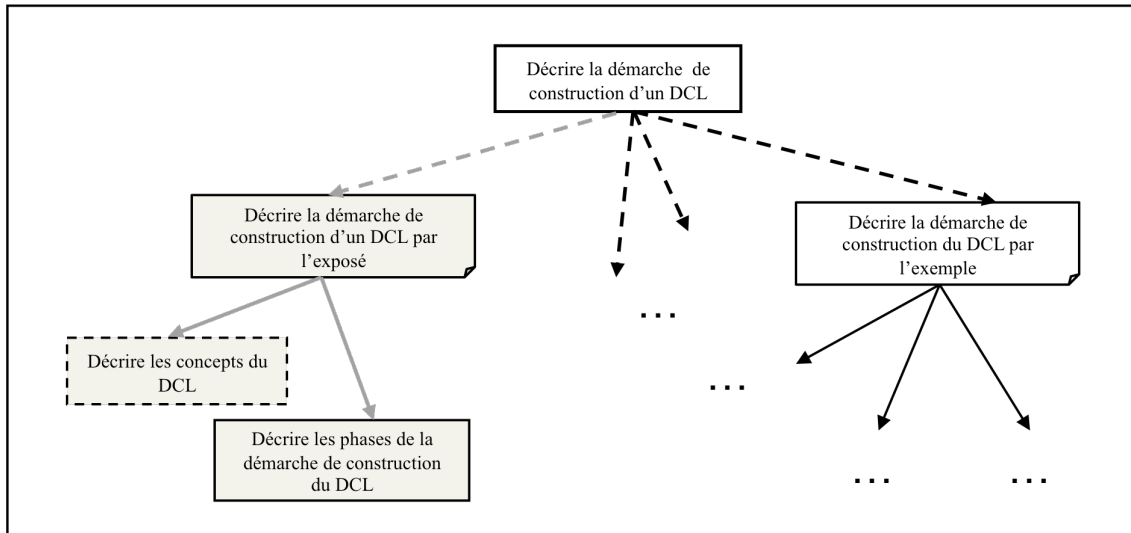 Décrire la démarche de
construction d’un DCL
Décrire la démarche de
construction d’un DCL par
l’exposé
Décrire la démarche de
construction du DCL par
l’exemple
...
Décrire les concepts du
DCL
...
Décrire les phases de la
démarche de construction
du DCL
...
...